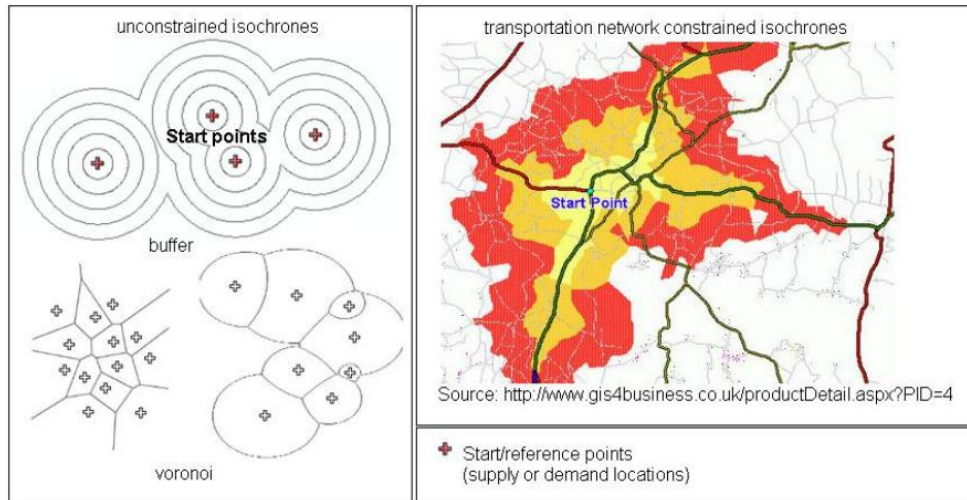 unconstrained isochrones
Start points
buffer
voronoi
transportation network constrained isochrones
Start Point
Source: http://www.gis4business.co.uk/productDetail.aspx?PID=4
Start/reference points
(supply or demand locations)